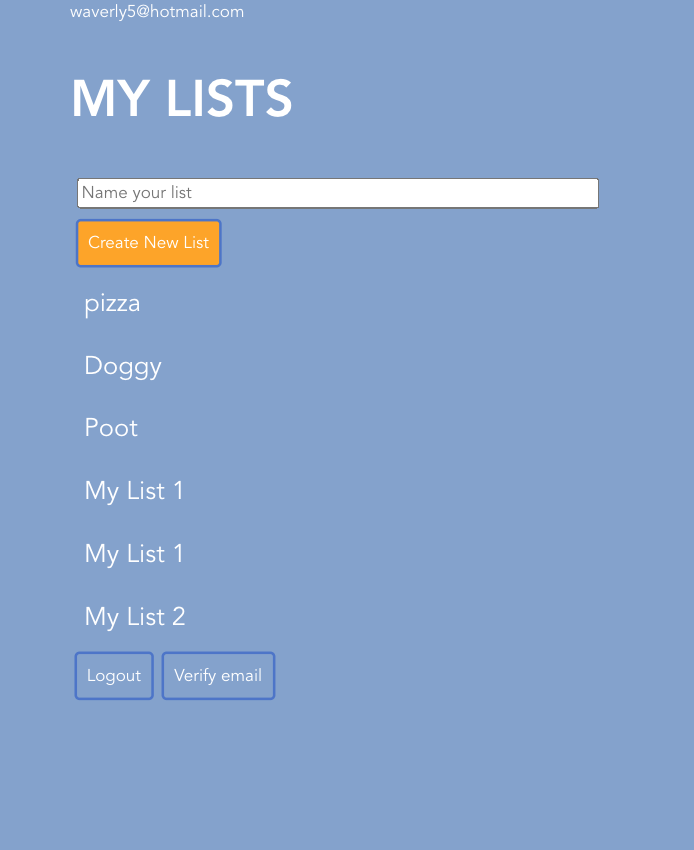 waverly5@hotmail.com
MY LISTS
Name your list
Create New List
pizza
Doggy
Poot
My List 1
My List 1
My List 2
Logout Verify email